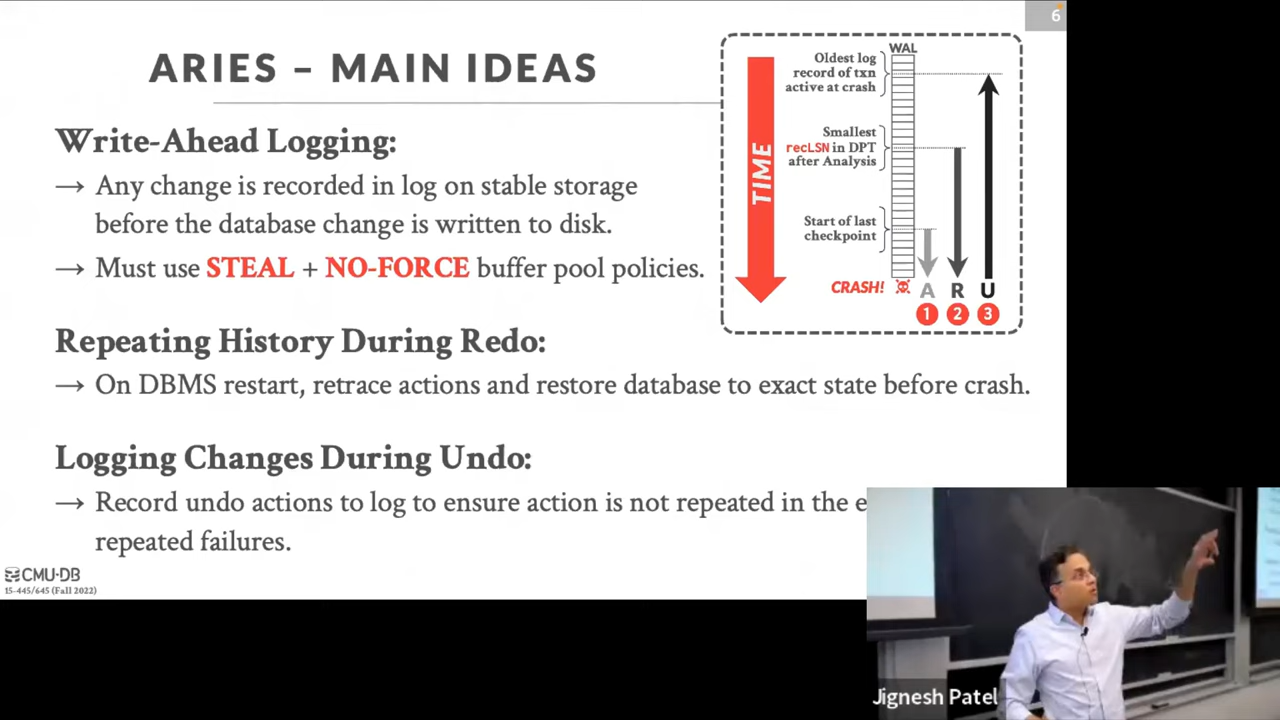 6
ARIES – MAIN IDEAS
Write-Ahead Logging:
→ Any change is recorded in log on stable storage
before the database change is written to disk.
→ Must use STEAL + NO-FORCE buffer pool policies.
Repeating History During Redo:
→ On DBMS restart, retrace actions and restore database to exact state before crash.
Logging Changes During Undo:
→ Record undo actions to log to ensure action is not repeated in the
repeated failures.
WAL
TIME
Oldest log
record of txn
active at crash
Smallest
recLSN in DPT
after Analysis
Start of last
checkpoint
CRASH!
A R U
1 2 3
CMU·DB
15-445/645 (Fall 2022)
Jignesh Patel